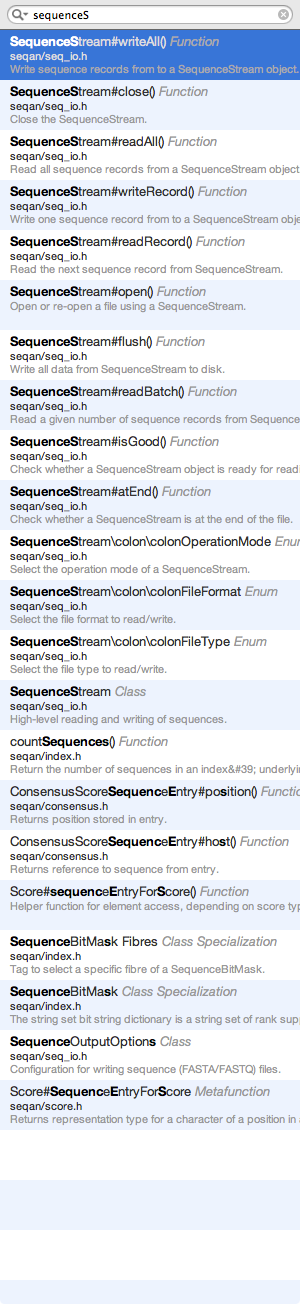 sequenceS
SequenceStream#writeAll() Function
seqan/seq_io.h
Write sequence records from to a SequenceStream object.
SequenceStream#close() Function
seqan/seq_io.h
Close the SequenceStream.
SequenceStream#readAll() Function
seqan/seq_io.h
Read all sequence records from a SequenceStream object
SequenceStream#writeRecord() Function
seqan/seq_io.h
Write one sequence record from to a SequenceStream obje
SequenceStream#readRecord() Function
seqan/seq_io.h
Read the next sequence record from SequenceStream.
SequenceStream#open() Function
seqan/seq_io.h
Open or re-open a file using a SequenceStream.
SequenceStream#flush() Function
seqan/seq_io.h
Write all data from SequenceStream to disk.
SequenceStream#readBatch() Function
seqan/seq_io.h
Read a given number of sequence records from Sequence
SequenceStream#isGood() Function
seqan/seq_io.h
Check whether a SequenceStream object is ready for read
SequenceStream#atEnd() Function
seqan/seq_io.h
Check whether a SequenceStream is at the end of the file.
SequenceStream\colon\colonOperationMode Enum
seqan/seq_io.h
Select the operation mode of a SequenceStream.
SequenceStream\colon\colonFileFormat Enum
seqan/seq_io.h
Select the file format to read/write.
SequenceStream\colon\colonFileType Enum
seqan/seq_io.h
Select the file type to read/write.
SequenceStream Class
seqan/seq_io.h
High-level reading and writing of sequences.
countSequences() Function
seqan/index.h
Return the number of sequences in an index&#39; underlyin
ConsensusScoreSequenceEntry#position() Functio
seqan/consensus.h
Returns position stored in entry.
ConsensusScoreSequenceEntry#host() Function
seqan/consensus.h
Returns reference to sequence from entry.
Score#sequenceEntryForScore() Function
Helper function for element access, depending on score typ
SequenceBitMask Fibres Class Specialization
seqan/index.h
Tag to select a specific fibre of a SequenceBitMask.
SequenceBitMask Class Specialization
seqan/index.h
The string set bit string dictionary is a string set of rank supp
SequenceOutputOptions Class
seqan/seq_io.h
Configuration for writing sequence (FASTA/FASTQ) files.
Score#SequenceEntryForScore Metafunction
seqan/score.h
Returns representation type for a character of a position in a